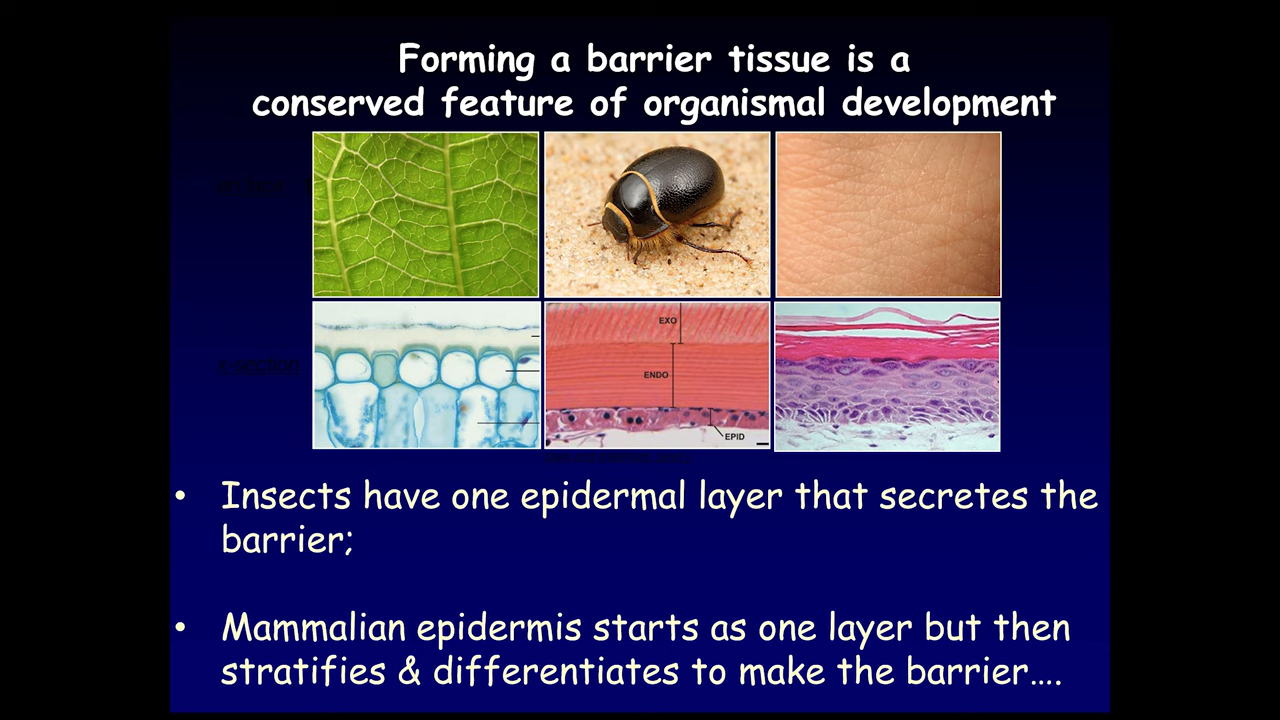 Forming a barrier tissue is a
conserved feature of organismal development
EXO
ENDO
EPID
x-section
• Insects have one epidermal layer that secretes the
barrier;
• Mammalian epidermis starts as one layer but then
stratifies & differentiates to make the barrier....